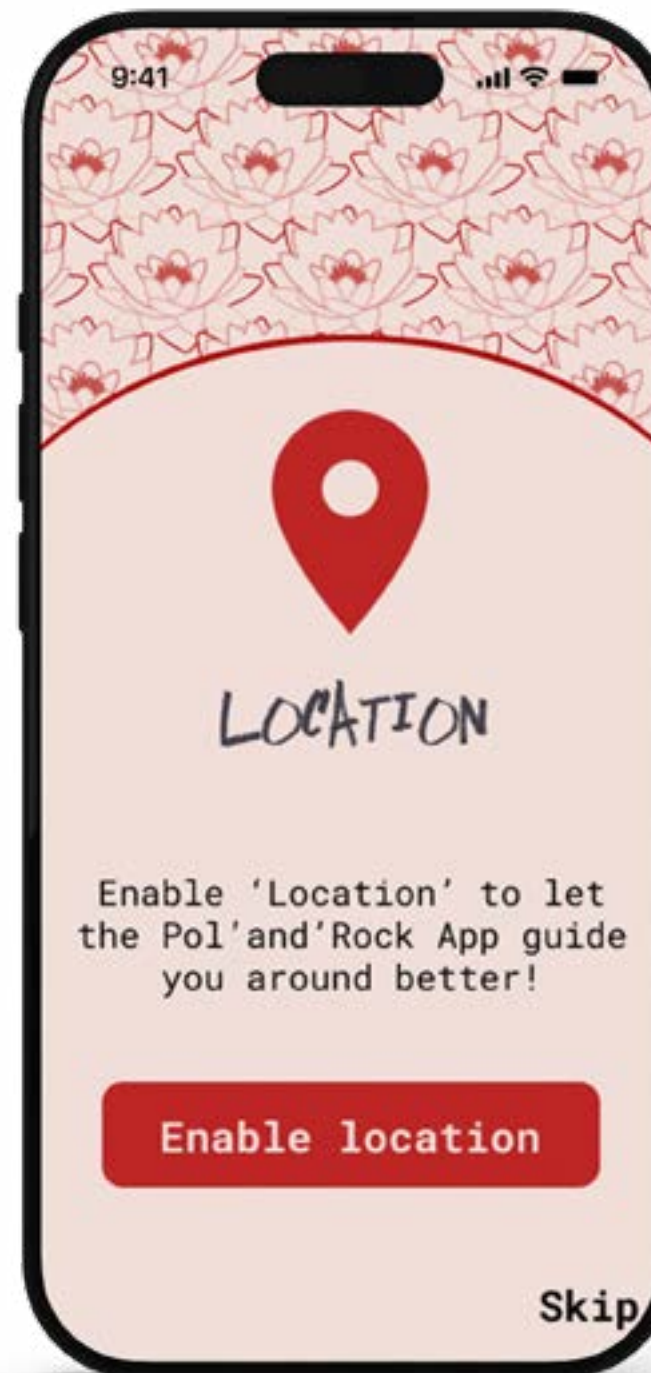 9:41
LOCATION
Enable ‘Location’ to let
the Pol’and’Rock App guide
you around better!
Enable location
Skip